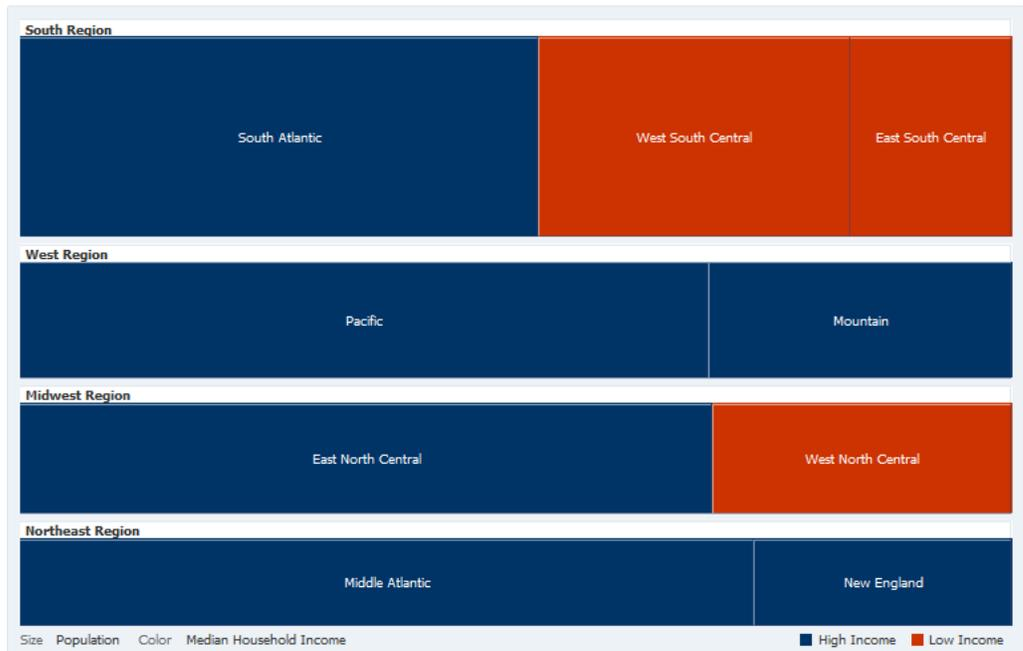 South Region
South Atlantic
West South Central
East South Central
West Region
Pacific
Mountain
Midwest Region
East North Central
West North Central
Northeast Region
Middle Atlantic
New England
Size Population Color Median Household Income
High Income Low Income